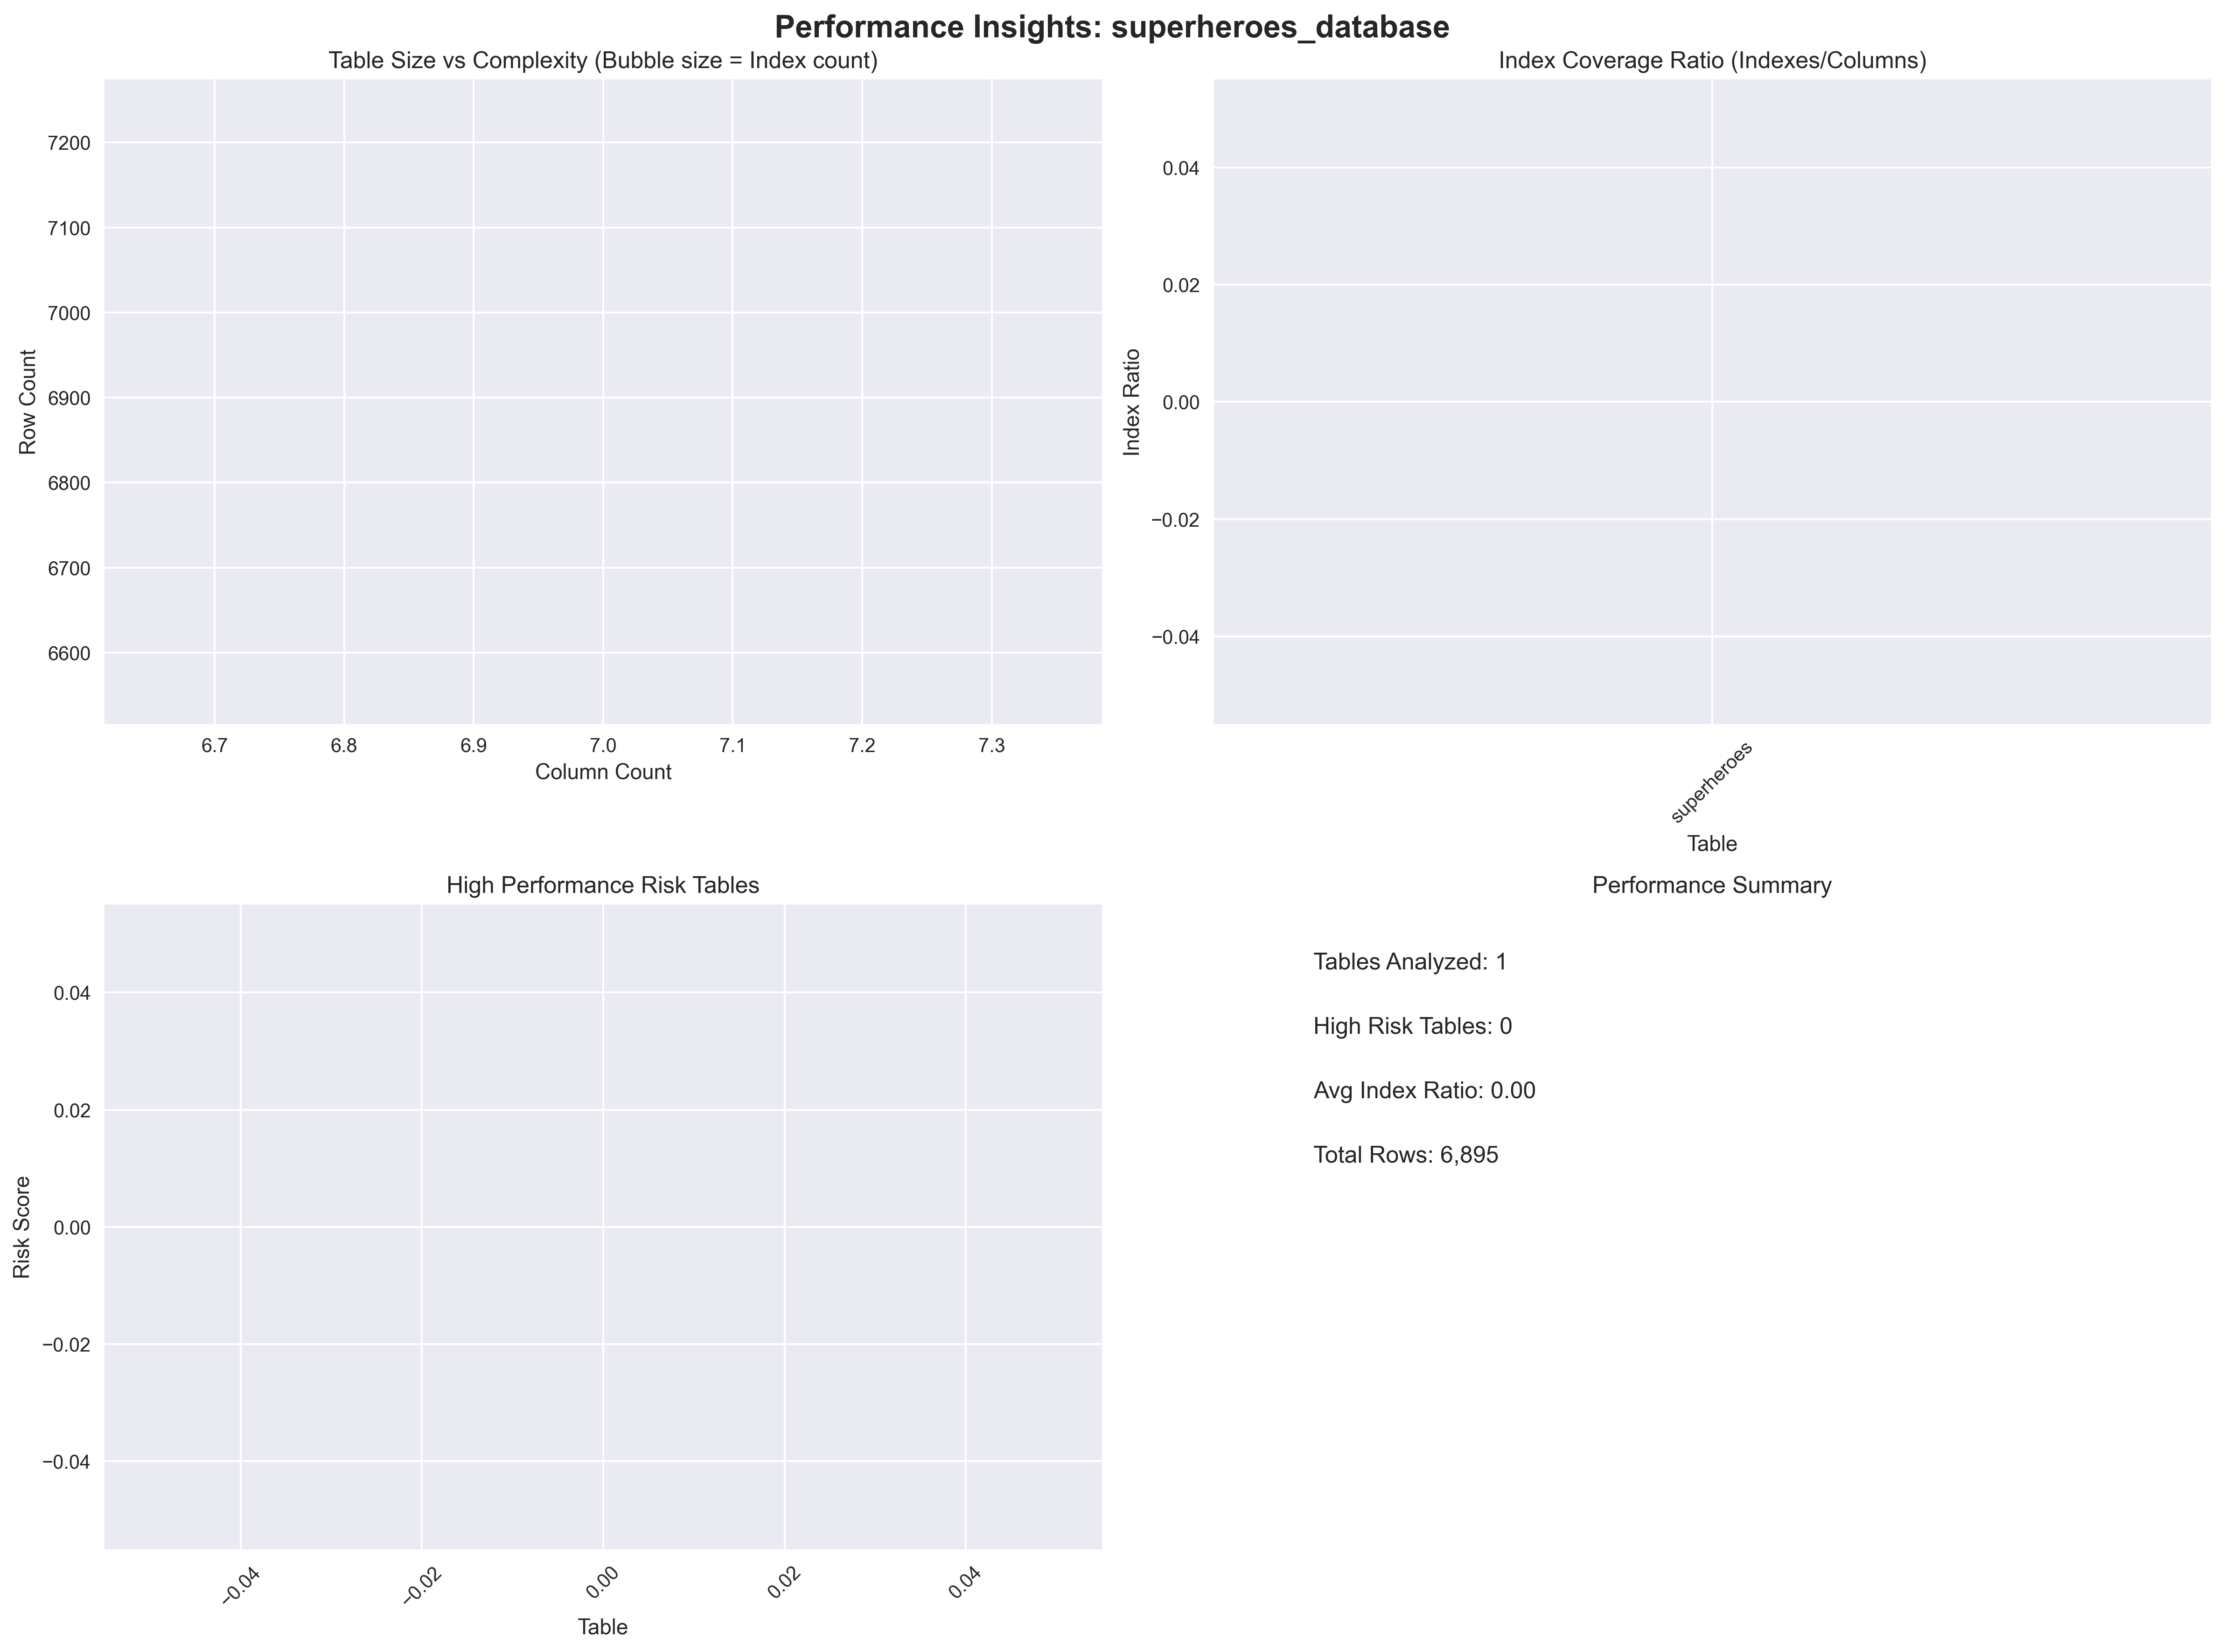 Performance Insights: superheroes_database
Table Size vs Complexity (Bubble size = Index count)
7200
7100
7000
6900
6800
6700
6600
Row Count
6.7 6.8 6.9 7.0 7.1 7.2 7.3
Column Count
Index Coverage Ratio (Indexes/Columns)
0.04
0.02
0.00
−0.02
−0.04
Index Ratio
superheroes
Table
High Performance Risk Tables
0.04
0.02
0.00
−0.02
−0.04
Risk Score
−0.04 −0.02 0.00 0.02 0.04
Table
Performance Summary
Tables Analyzed: 1
High Risk Tables: 0
Avg Index Ratio: 0.00
Total Rows: 6,895